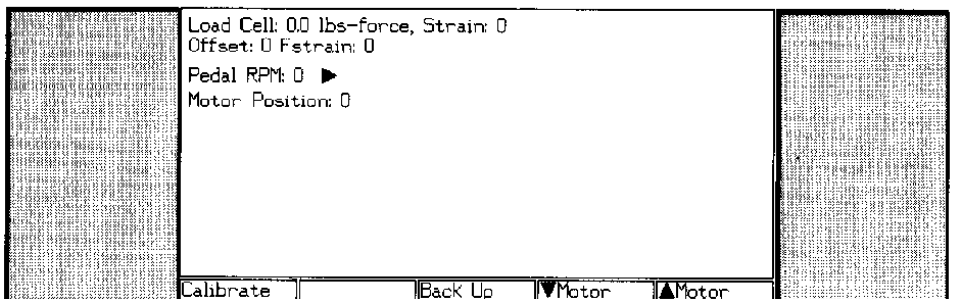 Load Cell: 0.0 lbs-force, Strain: 0
Offset: 0 Fstrain: 0
Pedal RPM: 0 ▶
Motor Position: 0
Calibrate Back Up ▼Motor ▲Motor